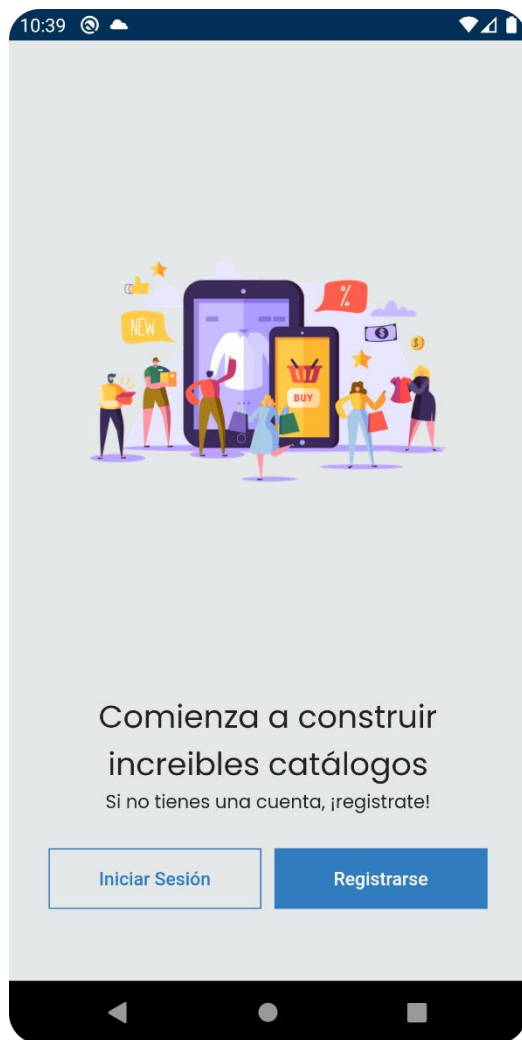 10:39
NEW
%
$
$
BUY
Comienza a construir
increibles catálogos
Si no tienes una cuenta, ¡registrate!
Iniciar Sesión
Registrarse